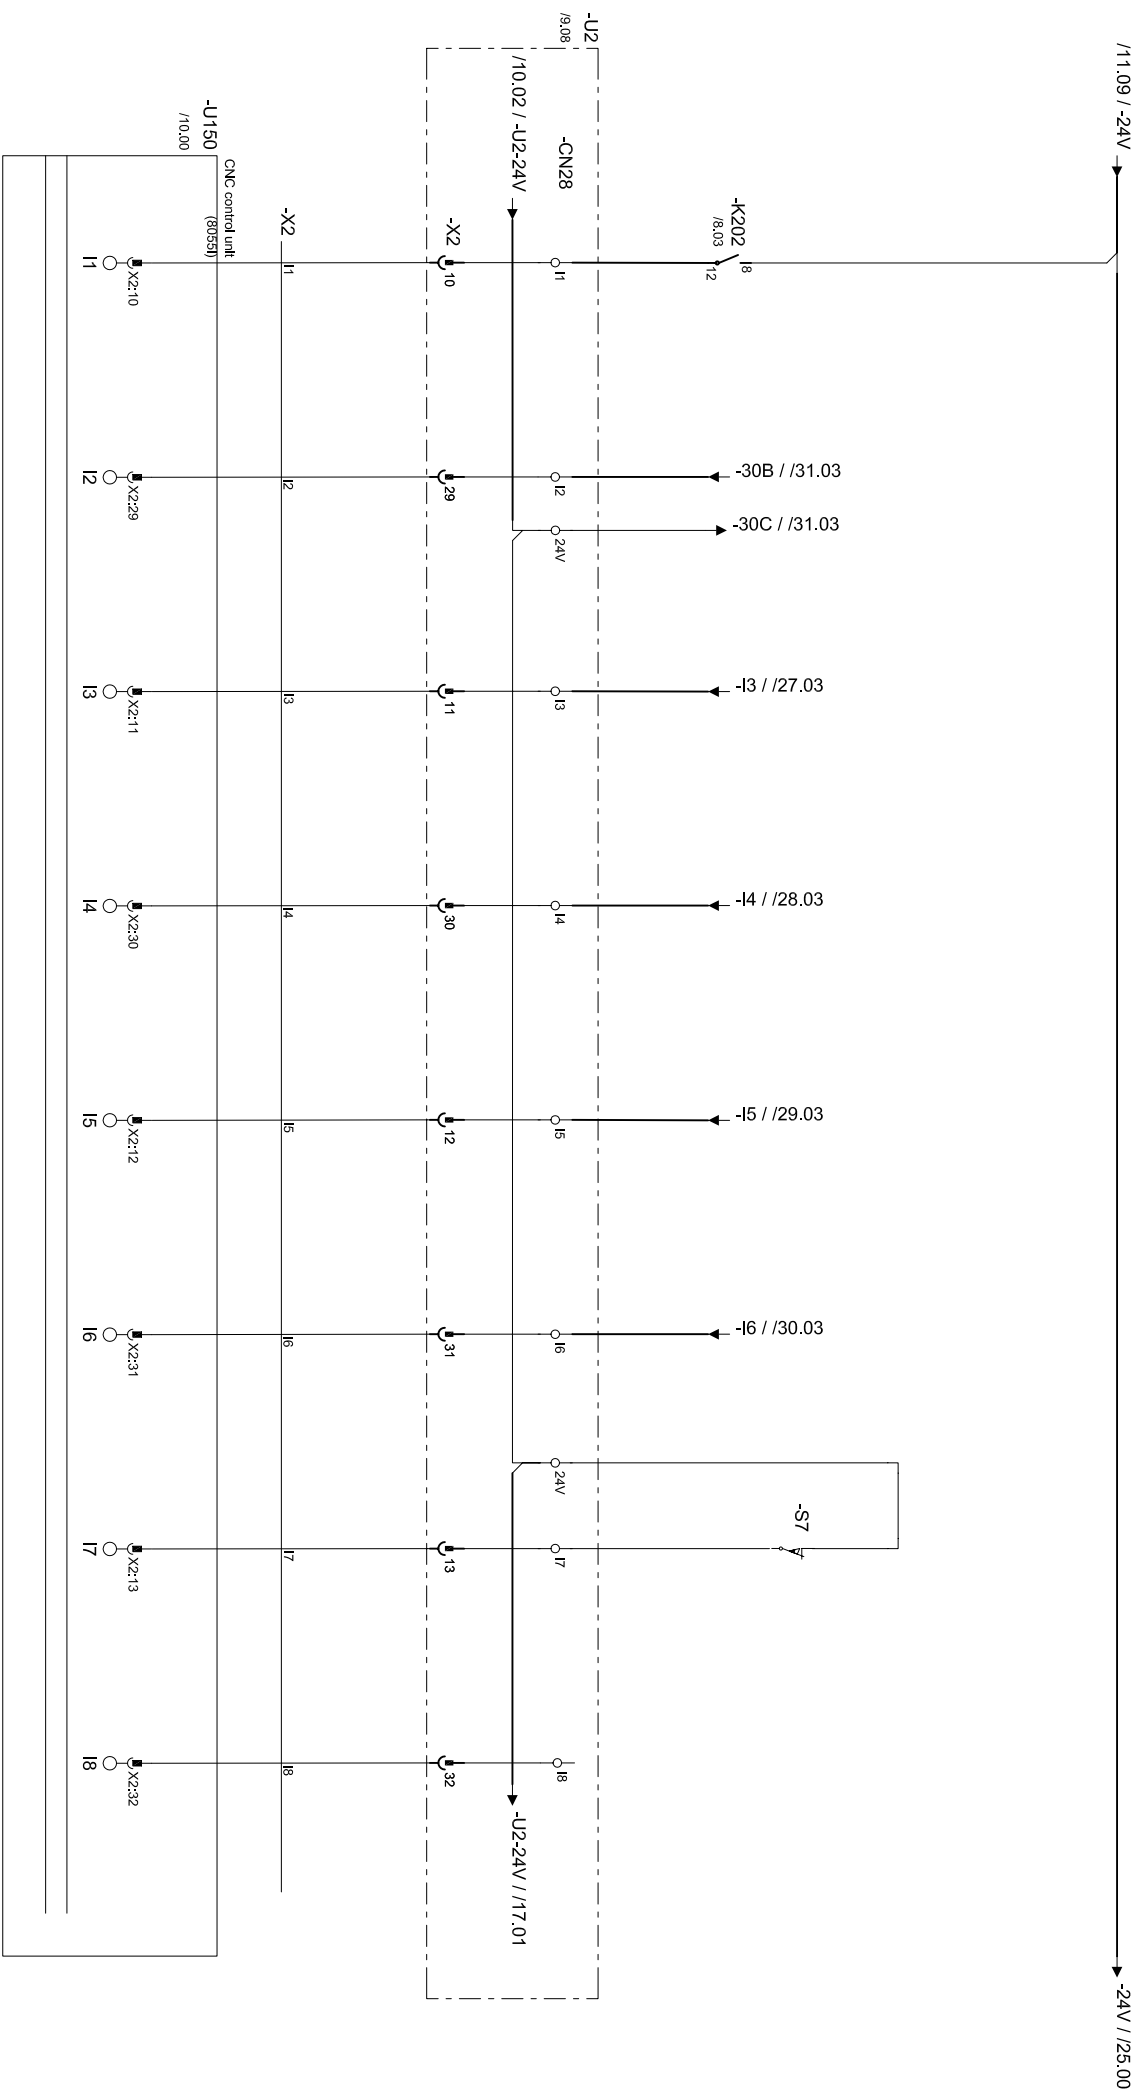 /11.09 / -24V
-24V / /25.00
-K202
/8.03
8
12
-30B / /31.03
-30C / /31.03
-I3 / /27.03
-I4 / /28.03
-I5 / /29.03
-I6 / /30.03
-S7
-U2
/9.08
-CN28
I1
I2
24V
I3
I4
I5
I6
24V
I7
I8
/10.02 / -U2-24V
-U2-24V / /17.01
-X2
10
29
11
30
12
31
13
32
-X2
I1
I2
I3
I4
I5
I6
I7
I8
-U150
/10.00
CNC control unit
(8055I)
X2:10
X2:29
X2:11
X2:30
X2:12
X2:31
X2:13
X2:32
I1
I2
I3
I4
I5
I6
I7
I8